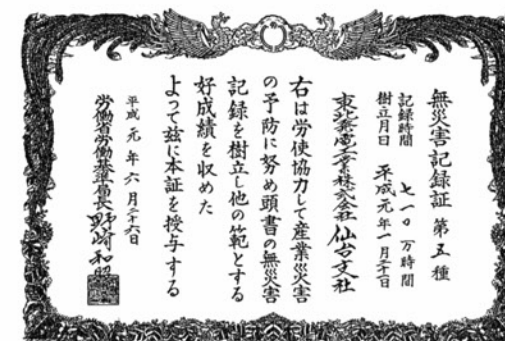 無災害記録証 第五種
記録時間 七一〇万時間
樹立月日 平成元年一月二十日
東北発電工業株式会社 仙台支社
右は労使協力して産業災害
の予防に努め頭書の無災害
記録を樹立し他の範とする
好成績を収めた
よって玆に本証を授与する
平成元年六月二十六日
労働省労働基準局長 野崎和昭